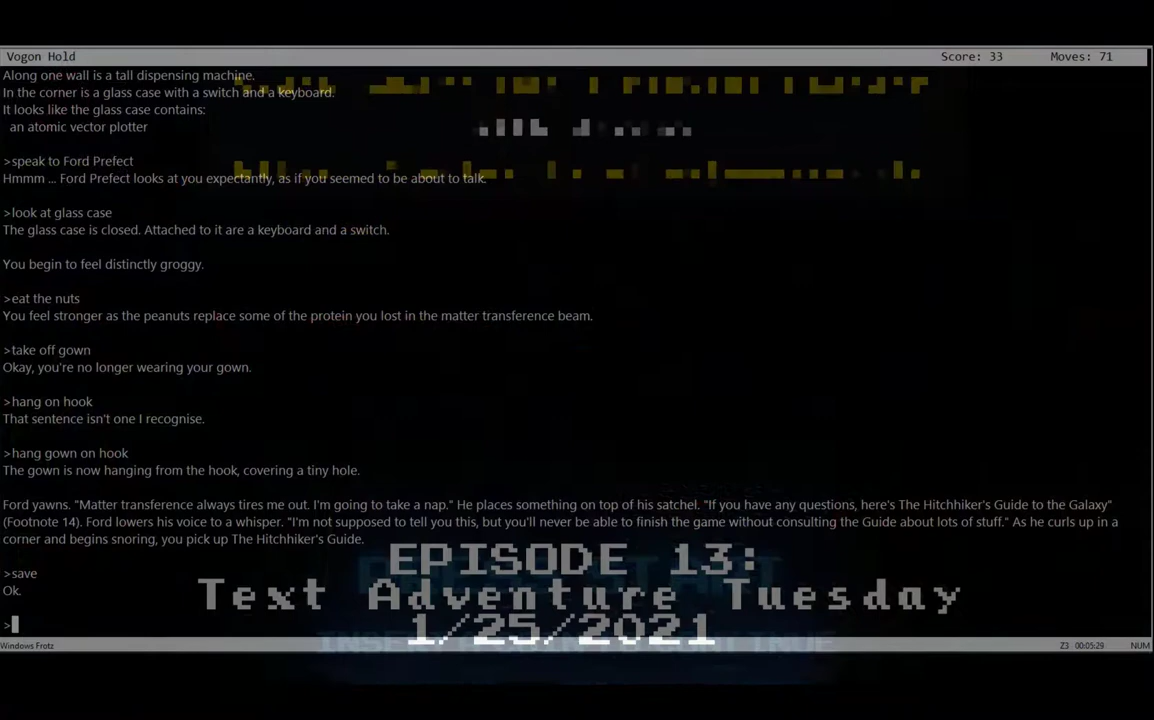 Vogon Hold Score: 33 Moves: 71
Along one wall is a tall dispensing machine.
In the corner is a glass case with a switch and a keyboard.
It looks like the glass case contains:
an atomic vector plotter
>speak to Ford Prefect
Hmmm ... Ford Prefect looks at you expectantly, as if you seemed to be about to talk.
>look at glass case
The glass case is closed. Attached to it are a keyboard and a switch.
You begin to feel distinctly groggy.
>eat the nuts
You feel stronger as the peanuts replace some of the protein you lost in the matter transference beam.
>take off gown
Okay, you're no longer wearing your gown.
>hang on hook
That sentence isn't one I recognise.
>hang gown on hook
The gown is now hanging from the hook, covering a tiny hole.
Ford yawns. "Matter transference always tires me out. I'm going to take a nap." He places something on top of his satchel. "If you have any questions, here's The Hitchhiker's Guide to the Galaxy"
(Footnote 14). Ford lowers his voice to a whisper. "I'm not supposed to tell you this, but you'll never be able to finish the game without consulting the Guide about lots of stuff." As he curls up in a
corner and begins snoring, you pick up The Hitchhiker's Guide.
>save
Ok.
>
EPISODE 13:
Text Adventure Tuesday
1/25/2021
Windows Frotz Z3 00:05:29 NUM